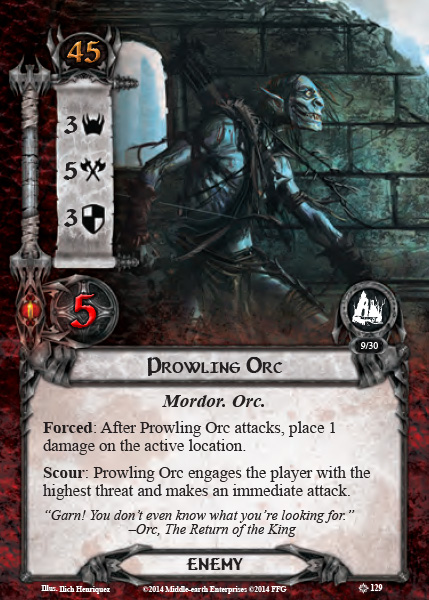 45
3
5
3
5
9/30
Prowling Orc
Mordor. Orc.
Forced: After Prowling Orc attacks, place 1
damage on the active location.
Scour: Prowling Orc engages the player with the
highest threat and makes an immediate attack.
“Garn! You don’t even know what you’re looking for.”
–Orc, The Return of the King
ENEMY
Illus. Ilich Henriquez ©2014 Middle-earth Enterprises ©2014 FFG 129